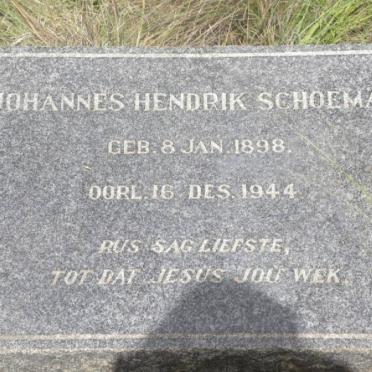 JOHANNES HENDRIK SCHOEMA
GEB. 8 JAN. 1898.
OORL. 16 DES. 1944
RUS SAG LIEFSTE,
TOT DAT JESUS JOU WEK.